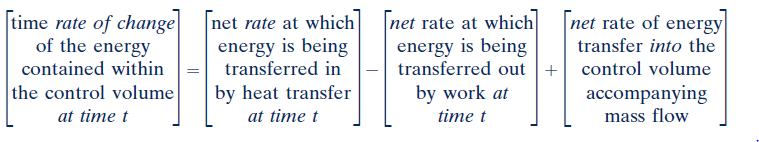 [time rate of change of the energy contained within the control volume at time t] = [net rate at which energy is being transferred in by heat transfer at time t] − [net rate at which energy is being transferred out by work at time t] + [net rate of energy transfer into the control volume accompanying mass flow]
.